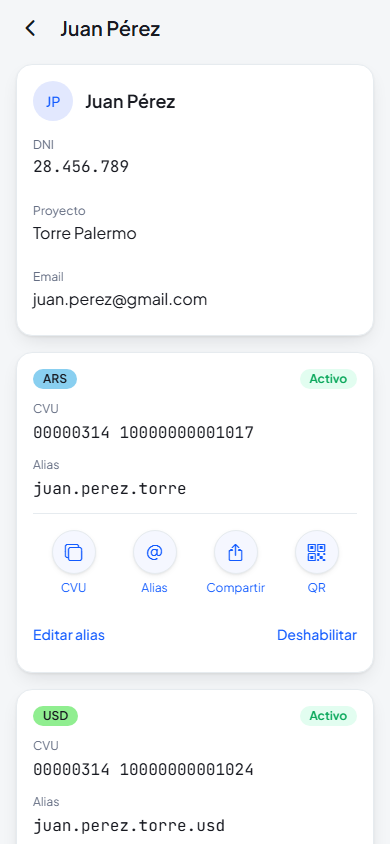 Juan Pérez
JP Juan Pérez
DNI
28.456.789
Proyecto
Torre Palermo
Email
juan.perez@gmail.com
ARS Activo
CVU
00000314 10000000001017
Alias
juan.perez.torre
CVU @ Alias Compartir QR
Editar alias Deshabilitar
USD Activo
CVU
00000314 10000000001024
Alias
juan.perez.torre.usd